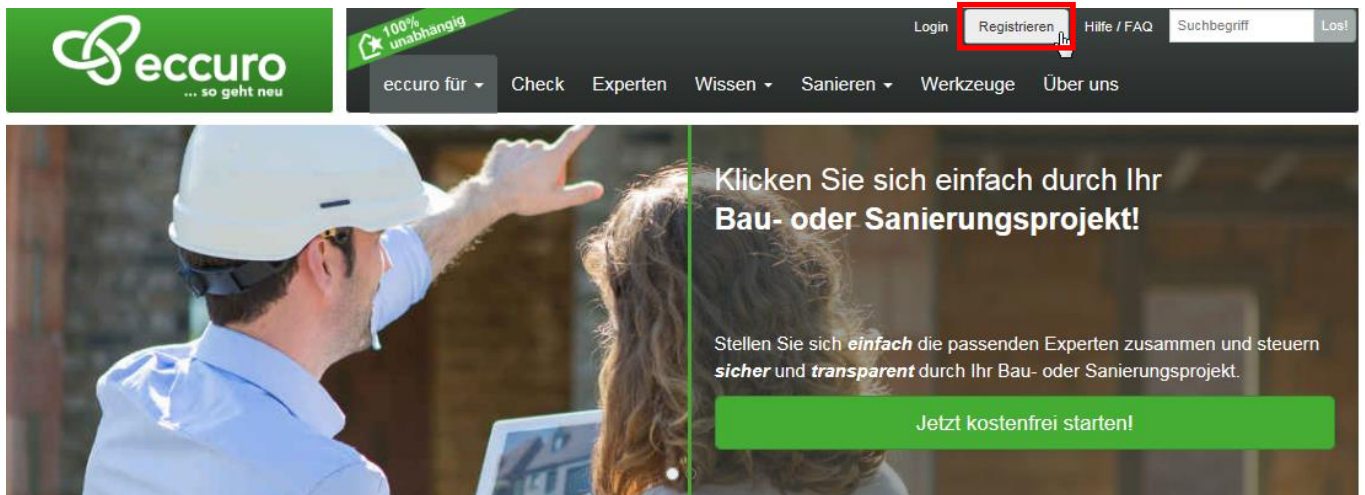 eccuro
... so geht neu
100%
unabhängig
Login Registrieren Hilfe / FAQ Suchbegriff Los!
eccuro für Check Experten Wissen Sanieren Werkzeuge Über uns
Klicken Sie sich einfach durch Ihr
Bau- oder Sanierungsprojekt!
Stellen Sie sich einfach die passenden Experten zusammen und steuern
sicher und transparent durch Ihr Bau- oder Sanierungsprojekt.
Jetzt kostenfrei starten!